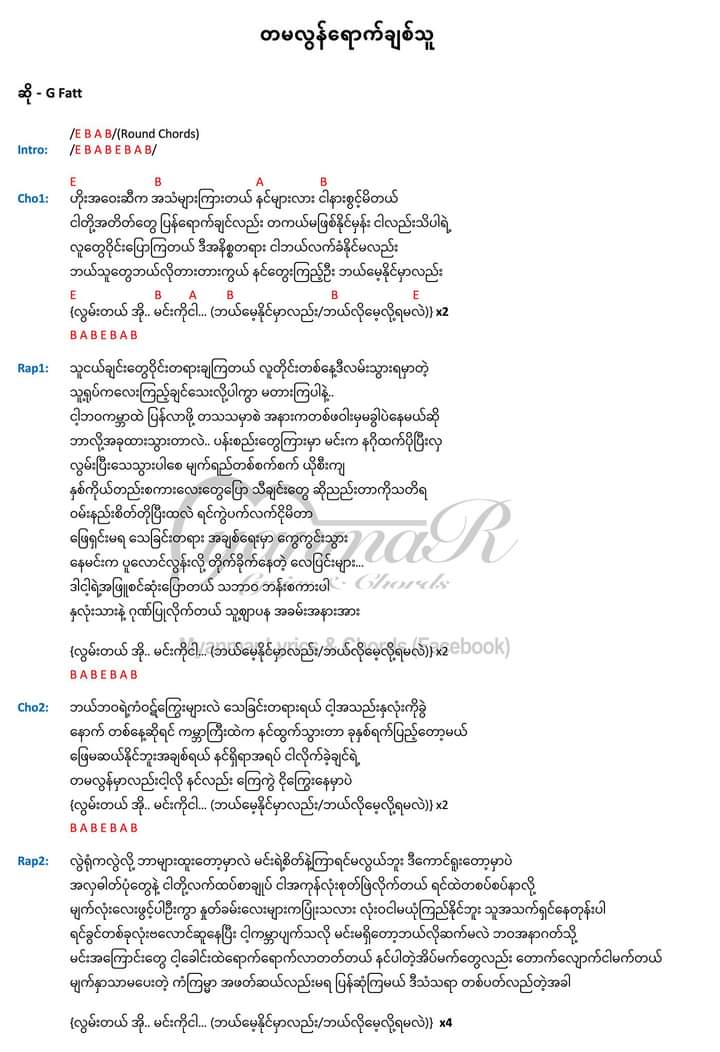 တမလွန်ရောက်ချစ်သူ
ဆို - G Fatt
/E B A B/(Round Chords)
Intro: /E B A B E B A B/
E B A B
Cho1: ဟိုးအဝေးဆီက အသံများကြားတယ် နင်များလား ငါနားစွင့်မိတယ်
ငါတို့အတိတ်တွေ ပြန်ရောက်ချင်လည်း တကယ်မဖြစ်နိုင်မှန်း ငါလည်းသိပါရဲ့
လူတွေဝိုင်းပြောကြတယ် ဒီအနိစ္စတရား ငါဘယ်လက်ခံနိုင်မလည်း
ဘယ်သူတွေဘယ်လိုတားတားကွယ် နင်တွေးကြည့်ဦး ဘယ်မေ့နိုင်မှာလည်း
E B A B B E
{လွမ်းတယ် အို.. မင်းကိုငါ... (ဘယ်မေ့နိုင်မှာလည်း/ဘယ်လိုမေ့လို့ရမလဲ)} x2
B A B E B A B
Rap1: သူငယ်ချင်းတွေဝိုင်းတရားချကြတယ် လူတိုင်းတစ်နေ့ဒီလမ်းသွားရမှာတဲ့
သူ့ရုပ်ကလေးကြည့်ချင်သေးလို့ပါကွာ မတားကြပါနဲ့..
ငါ့ဘဝကမ္ဘာထဲ ပြန်လာဖို့ တသသမှာစဲ အနားကတစ်ဖဝါးမှမခွါပဲနေမယ်ဆို
ဘာလို့အခုထားသွားတာလဲ.. ပန်းစည်းတွေကြားမှာ မင်းက နဂိုထက်ပိုပြီးလှ
လွမ်းပြီးသေသွားပါစေ မျက်ရည်တစ်စက်စက် ယိုစီးကျ
နှစ်ကိုယ်တည်းစကားလေးတွေပြော သီချင်းတွေ ဆိုညည်းတာကိုသတိရ
ဝမ်းနည်းစိတ်တိုပြီးထလဲ ရင်ကွဲပက်လက်ငိုမိတာ
ဖြေရှင်းမရ သေခြင်းတရား အချစ်ရေးမှာ ကွေကွင်းသွား
နေမင်းက ပူလောင်လွန်းလို့ တိုက်ခိုက်နေတဲ့ လေပြင်းများ...
ဒါငါ့ရဲ့အဖြူစင်ဆုံးပြောတယ် သဘာဝ ဘန်းစကားပါ
နှလုံးသားနဲ့ ဂုဏ်ပြုလိုက်တယ် သူ့ဈာပန အခမ်းအနားအား
{လွမ်းတယ် အို.. မင်းကိုငါ... (ဘယ်မေ့နိုင်မှာလည်း/ဘယ်လိုမေ့လို့ရမလဲ)} x2
B A B E B A B
Cho2: ဘယ်ဘဝရဲ့ကံဝဋ်ကြွေးများလဲ သေခြင်းတရားရယ် ငါ့အသည်းနှလုံးကိုခွဲ
နောက် တစ်နေ့ဆိုရင် ကမ္ဘာကြီးထဲက နင်ထွက်သွားတာ ခုနှစ်ရက်ပြည့်တော့မယ်
ဖြေမဆယ်နိုင်ဘူးအချစ်ရယ် နင်ရှိရာအရပ် ငါလိုက်ခဲ့ချင်ရဲ့
တမလွန်မှာလည်းငါ့လို နင်လည်း ကြေကွဲ ငိုကြွေးနေမှာပဲ
{လွမ်းတယ် အို.. မင်းကိုငါ... (ဘယ်မေ့နိုင်မှာလည်း/ဘယ်လိုမေ့လို့ရမလဲ)} x2
B A B E B A B
Rap2: လွဲရုံကလွဲလို့ ဘာများထူးတော့မှာလဲ မင်းရဲ့စိတ်နဲ့ကြာရင်မလွယ်ဘူး ဒီကောင်ရူးတော့မှာပဲ
အလှဓါတ်ပုံတွေနဲ့ ငါတို့လက်ထပ်စာချုပ် ငါအကုန်လုံးစုတ်ဖြဲလိုက်တယ် ရင်ထဲတစပ်စပ်နာလို့
မျက်လုံးလေးဖွင့်ပါဦးကွာ နှုတ်ခမ်းလေးများကပြုံးသလား လုံးဝငါမယုံကြည်နိုင်ဘူး သူအသက်ရှင်နေတုန်းပါ
ရင်ခွင်တစ်ခုလုံးဗလောင်ဆူနေပြီး ငါ့ကမ္ဘာပျက်သလို မင်းမရှိတော့ဘယ်လိုဆက်မလဲ ဘဝအနာဂတ်သို့
မင်းအကြောင်းတွေ ငါ့ခေါင်းထဲရောက်ရောက်လာတတ်တယ် နင်ပါတဲ့အိပ်မက်တွေလည်း တောက်လျောက်ငါမက်တယ်
မျက်နှာသာမပေးတဲ့ ကံကြမ္မာ အဖတ်ဆယ်လည်းမရ ပြန်ဆုံကြမယ် ဒီသံသရာ တစ်ပတ်လည်တဲ့အခါ
{လွမ်းတယ် အို.. မင်းကိုငါ... (ဘယ်မေ့နိုင်မှာလည်း/ဘယ်လိုမေ့လို့ရမလဲ)} x4
myanmaR
Lyrics & Chords
Myanmar Lyrics & Chords (Facebook)